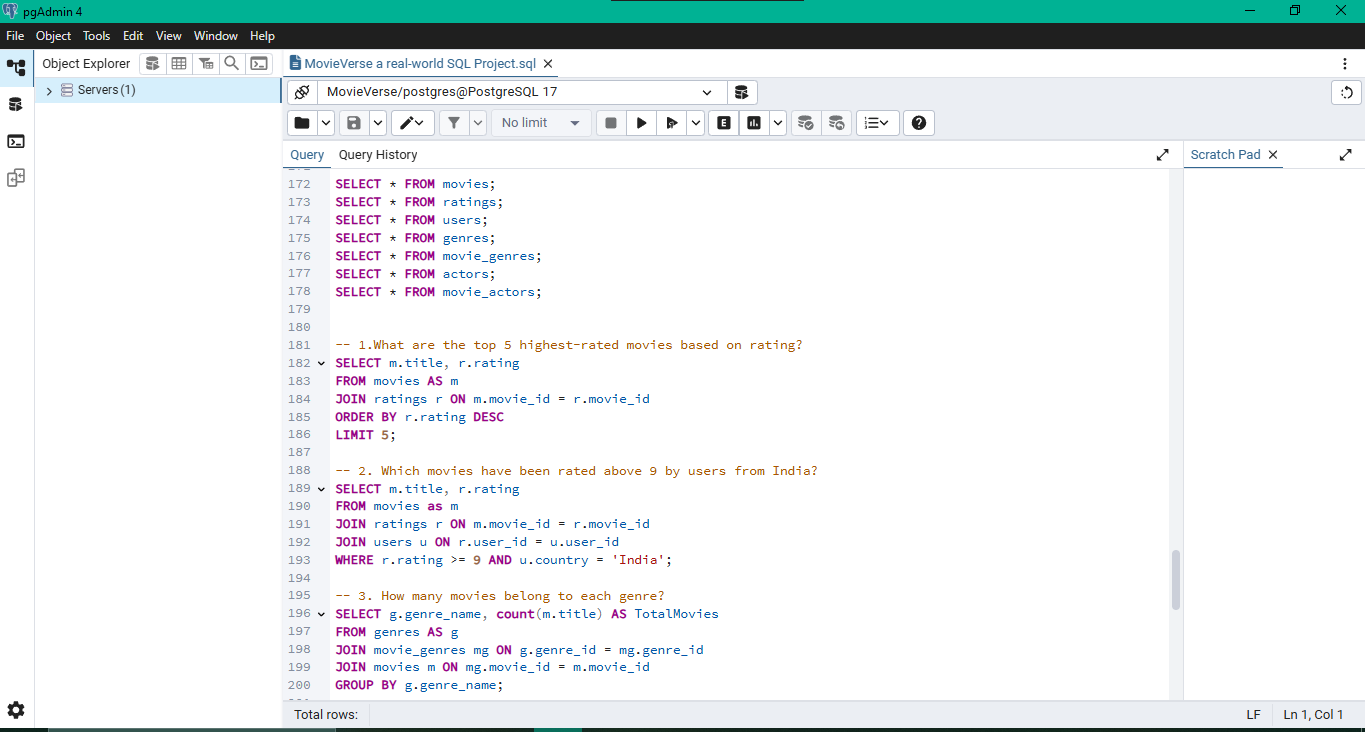 pgAdmin 4
File Object Tools Edit View Window Help
Object Explorer
MovieVerse a real-world SQL Project.sql
Servers (1)
MovieVerse/postgres@PostgreSQL 17
No limit
E
Query Query History
Scratch Pad
172 SELECT * FROM movies;
173 SELECT * FROM ratings;
174 SELECT * FROM users;
175 SELECT * FROM genres;
176 SELECT * FROM movie_genres;
177 SELECT * FROM actors;
178 SELECT * FROM movie_actors;
179
180
181 -- 1.What are the top 5 highest-rated movies based on rating?
182 SELECT m.title, r.rating
183 FROM movies AS m
184 JOIN ratings r ON m.movie_id = r.movie_id
185 ORDER BY r.rating DESC
186 LIMIT 5;
187
188 -- 2. Which movies have been rated above 9 by users from India?
189 SELECT m.title, r.rating
190 FROM movies as m
191 JOIN ratings r ON m.movie_id = r.movie_id
192 JOIN users u ON r.user_id = u.user_id
193 WHERE r.rating >= 9 AND u.country = 'India';
194
195 -- 3. How many movies belong to each genre?
196 SELECT g.genre_name, count(m.title) AS TotalMovies
197 FROM genres AS g
198 JOIN movie_genres mg ON g.genre_id = mg.genre_id
199 JOIN movies m ON mg.movie_id = m.movie_id
200 GROUP BY g.genre_name;
Total rows:
LF Ln 1, Col 1